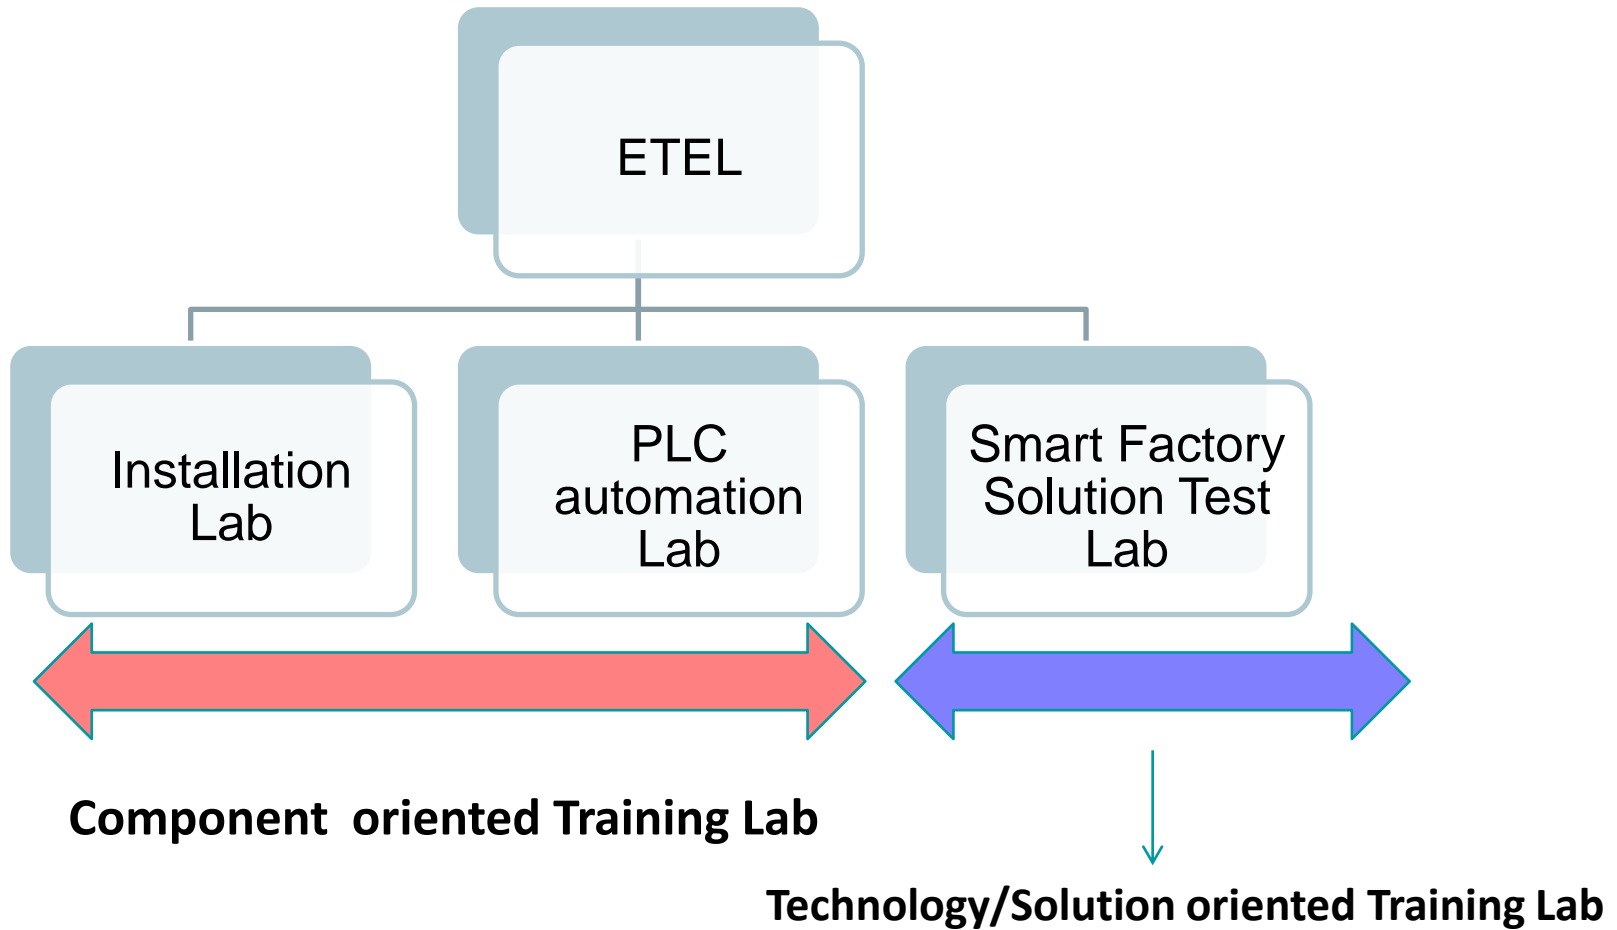 ETEL
Installation
Lab
PLC
automation
Lab
Smart Factory
Solution Test
Lab
Component  oriented Training Lab
Technology/Solution oriented Training Lab